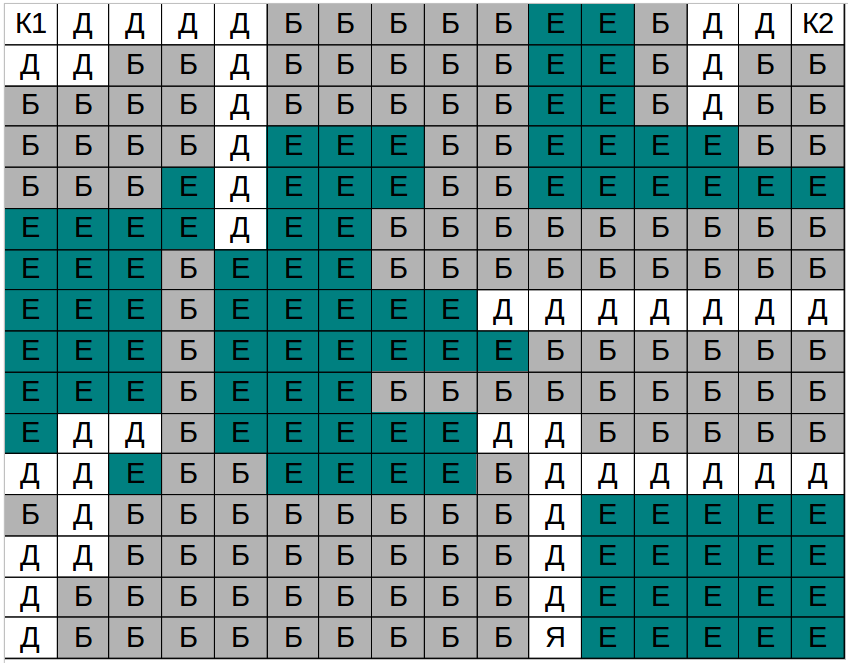 К1 Д Д Д Д Б Б Б Б Б Е Е Б Д Д К2
Д Д Б Б Д Б Б Б Б Б Е Е Б Д Б Б
Б Б Б Б Д Б Б Б Б Б Е Е Б Д Б Б
Б Б Б Б Д Е Е Е Б Б Е Е Е Е Б Б
Б Б Б Е Д Е Е Е Б Б Е Е Е Е Е Е
Е Е Е Е Д Е Е Б Б Б Б Б Б Б Б Б
Е Е Е Б Е Е Е Б Б Б Б Б Б Б Б Б
Е Е Е Б Е Е Е Е Е Д Д Д Д Д Д Д
Е Е Е Б Е Е Е Е Е Е Б Б Б Б Б Б
Е Е Е Б Е Е Е Б Б Б Б Б Б Б Б Б
Е Д Д Б Е Е Е Е Е Д Д Б Б Б Б Б
Д Д Е Б Б Е Е Е Е Б Д Д Д Д Д Д
Б Д Б Б Б Б Б Б Б Б Д Е Е Е Е Е
Д Д Б Б Б Б Б Б Б Б Д Е Е Е Е Е
Д Б Б Б Б Б Б Б Б Б Д Е Е Е Е Е
Д Б Б Б Б Б Б Б Б Б Я Е Е Е Е Е